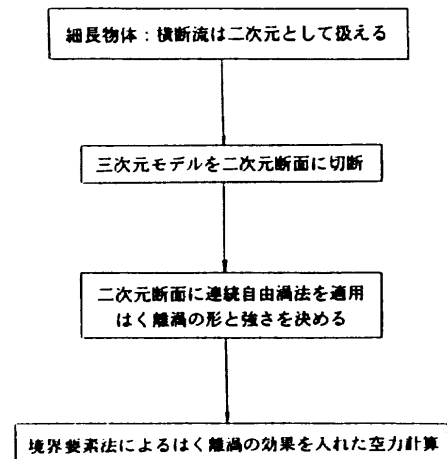 細長物体：横断流は二次元として扱える
三次元モデルを二次元断面に切断
二次元断面に連続自由渦法を適用
はく離渦の形と強さを決める
境界要素法によるはく離渦の効果を入れた空力計算